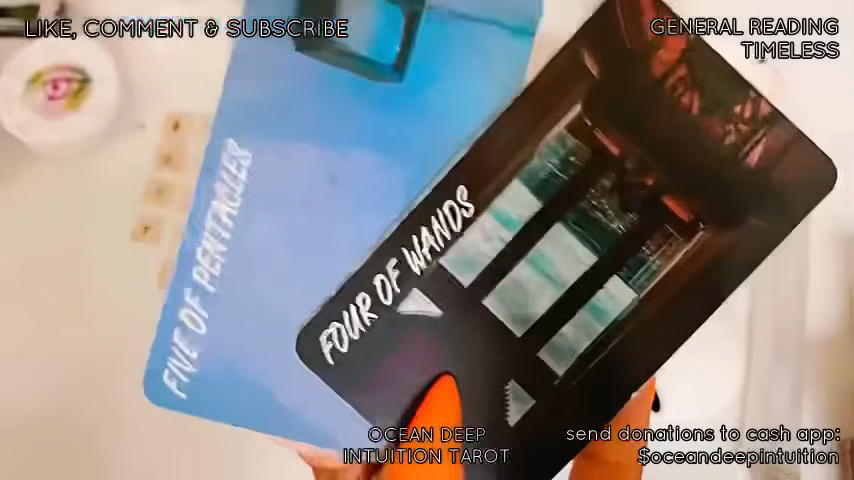 LIKE, COMMENT & SUBSCRIBE
GENERAL READING
TIMELESS
FIVE OF PENTACLES
FOUR OF WANDS
OCEAN DEEP
INTUITION TAROT
send donations to cash app:
$oceandeepintuition